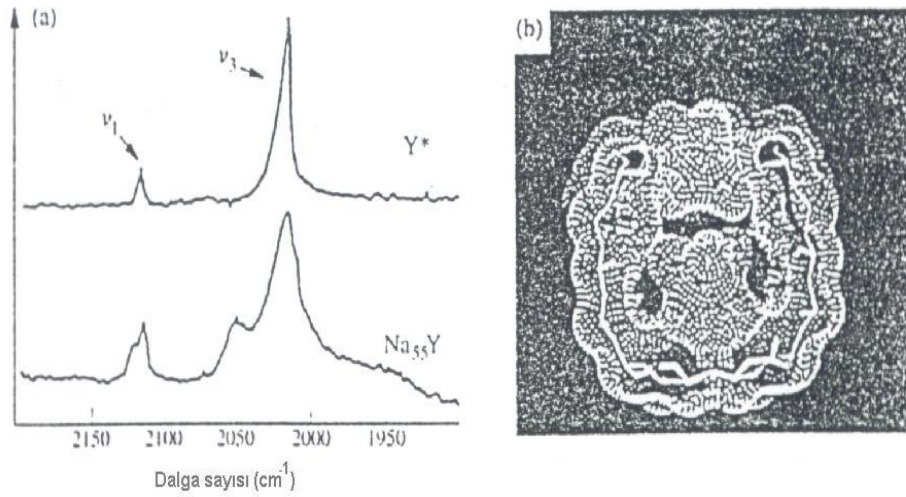 (a)
ν₃
ν₁
Y*
Na₅₅Y
2150 2100 2050 2000 1950
Dalga sayısı (cm⁻¹)
(b)